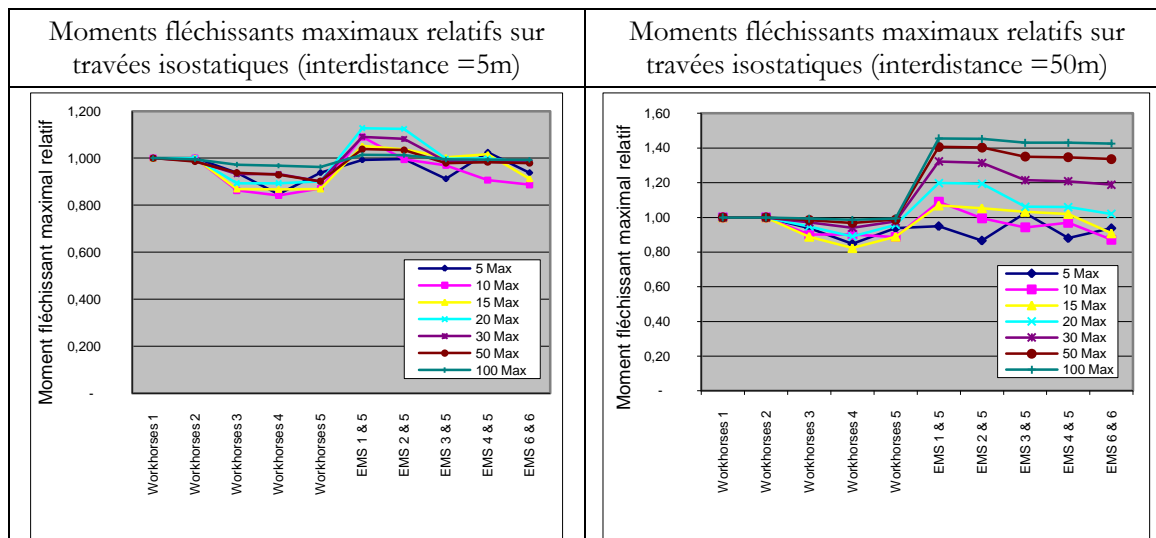 Moments fléchissants maximaux relatifs sur
travées isostatiques (interdistance =5m)
Moments fléchissants maximaux relatifs sur
travées isostatiques (interdistance =50m)
Moment fléchissant maximal relatif
1,200
1,000
0,800
0,600
0,400
0,200
-
5 Max
10 Max
15 Max
20 Max
30 Max
50 Max
100 Max
Workhorses 1
Workhorses 2
Workhorses 3
Workhorses 4
Workhorses 5
EMS 1 & 5
EMS 2 & 5
EMS 3 & 5
EMS 4 & 5
EMS 6 & 6
Moment fléchissant maximal relatif
1,60
1,40
1,20
1,00
0,80
0,60
0,40
0,20
-
5 Max
10 Max
15 Max
20 Max
30 Max
50 Max
100 Max
Workhorses 1
Workhorses 2
Workhorses 3
Workhorses 4
Workhorses 5
EMS 1 & 5
EMS 2 & 5
EMS 3 & 5
EMS 4 & 5
EMS 6 & 6